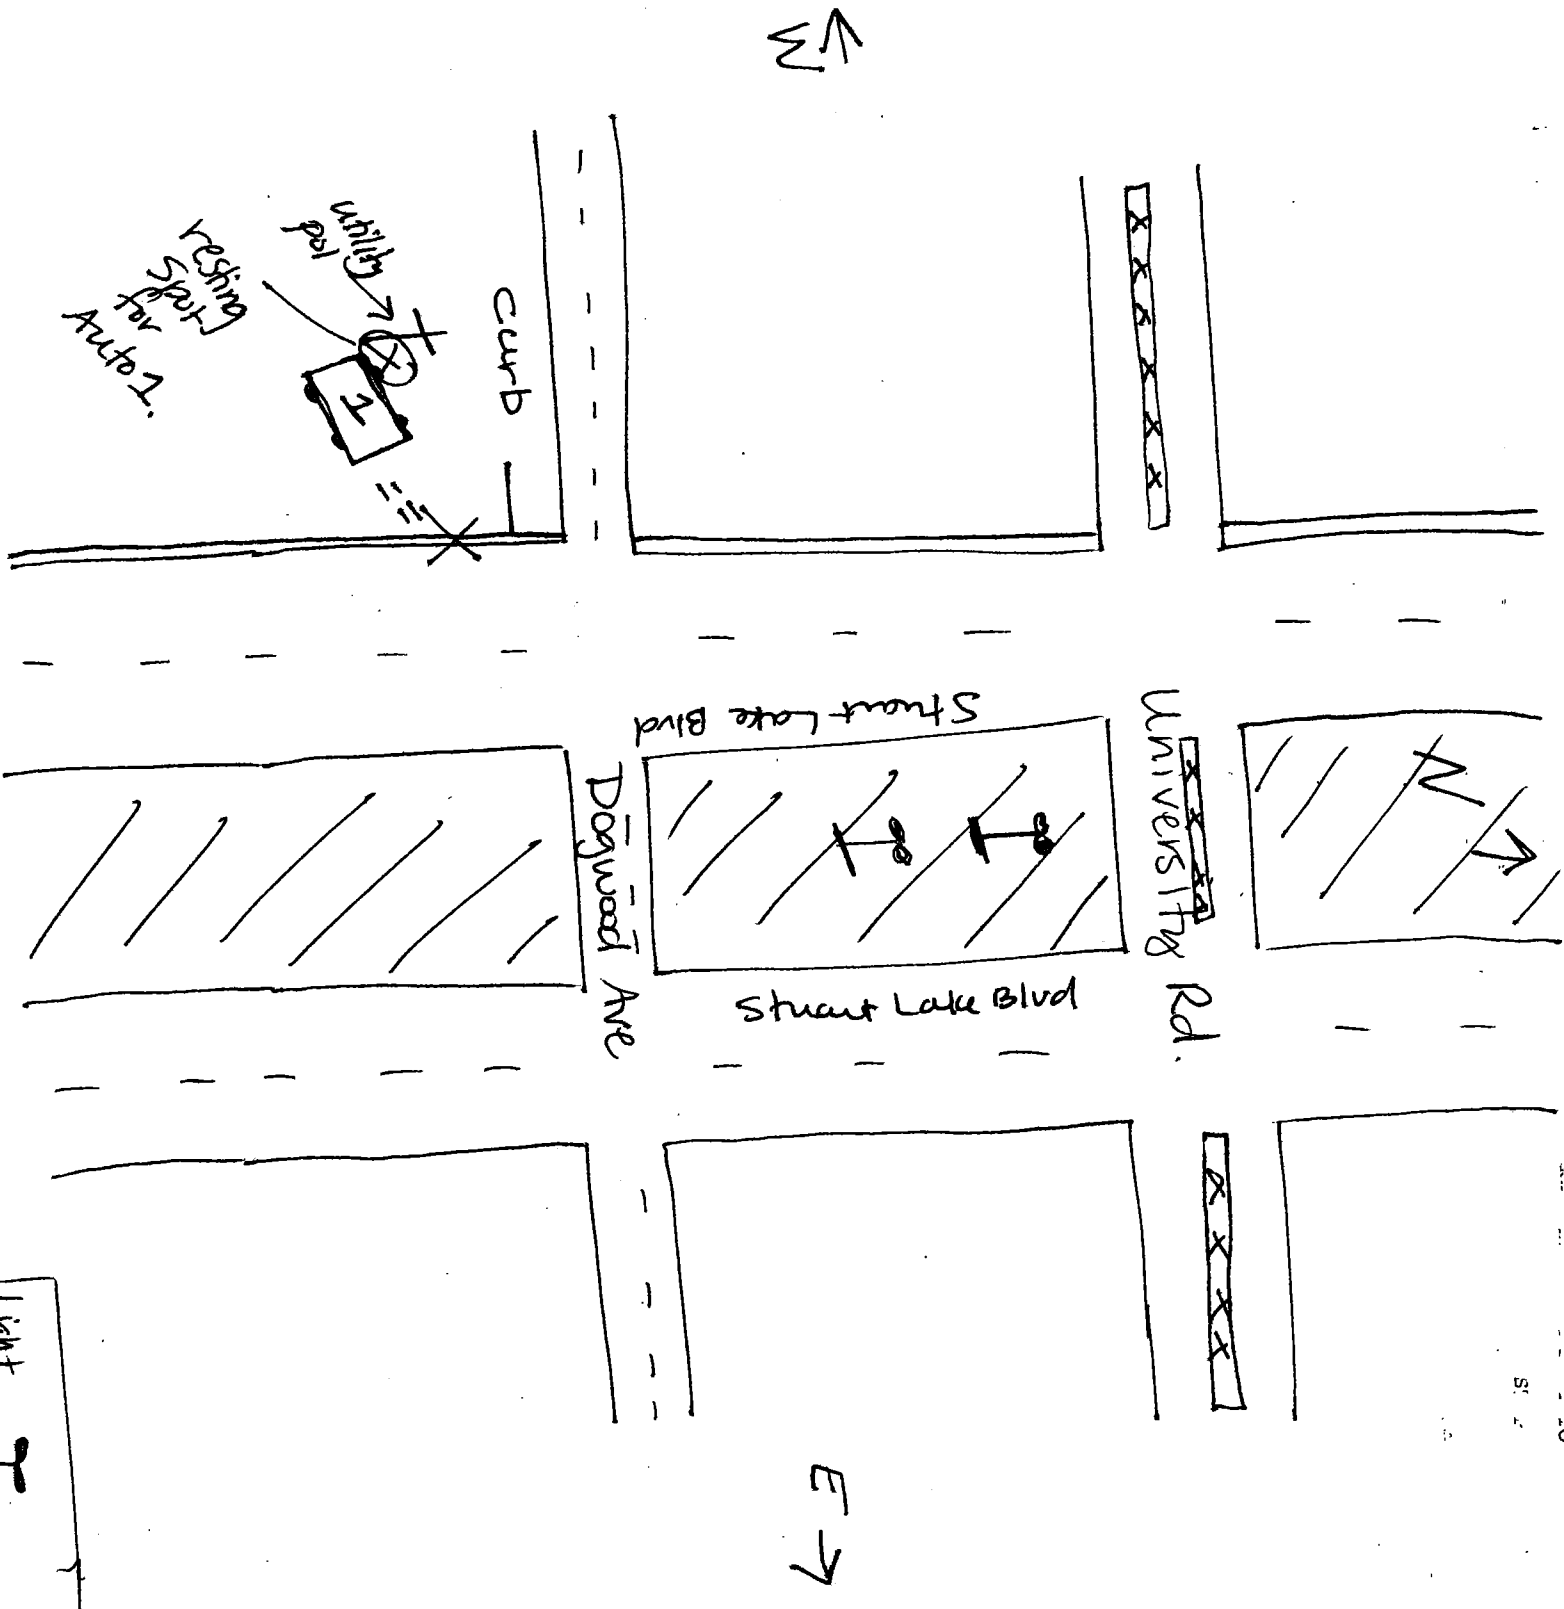 W
utility
pol
resting
spot
for
Auto 1.
1
curb
Stuart Lake Blvd
University Rd.
N
Dogwood Ave
Stuart Lake Blvd
E
Light